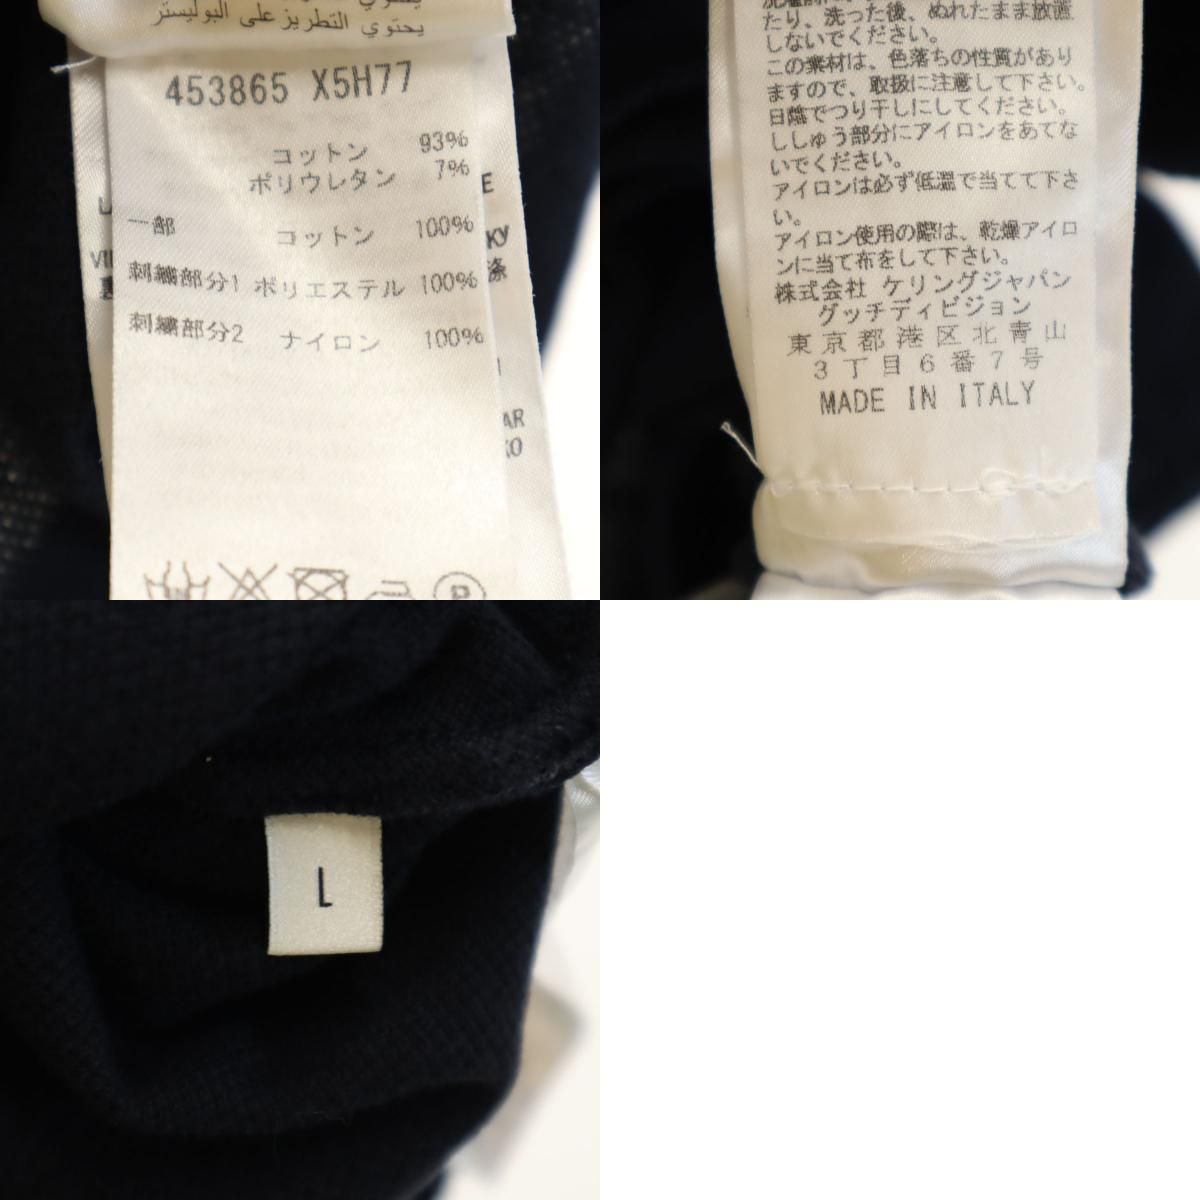 يحتوي التطريز على البوليستر
453865 X5H77
コットン 93%
ポリウレタン 7%
一部 コットン 100%
刺繍部分1 ポリエステル 100%
刺繍部分2 ナイロン 100%
E
KY
涤
AR
KO
たり、洗った後、ぬれたまま放置
しないでください。
この素材は、色落ちの性質があり
ますので、取扱に注意して下さい。
日陰でつり干しにしてください。
ししゅう部分にアイロンをあてな
いでください。
アイロンは必ず低温で当てて下さ
い。
アイロン使用の際は、乾燥アイロ
ンに当て布をして下さい。
株式会社 ケリングジャパン
グッチディビジョン
東京都港区北青山
3丁目6番7号
MADE IN ITALY
L